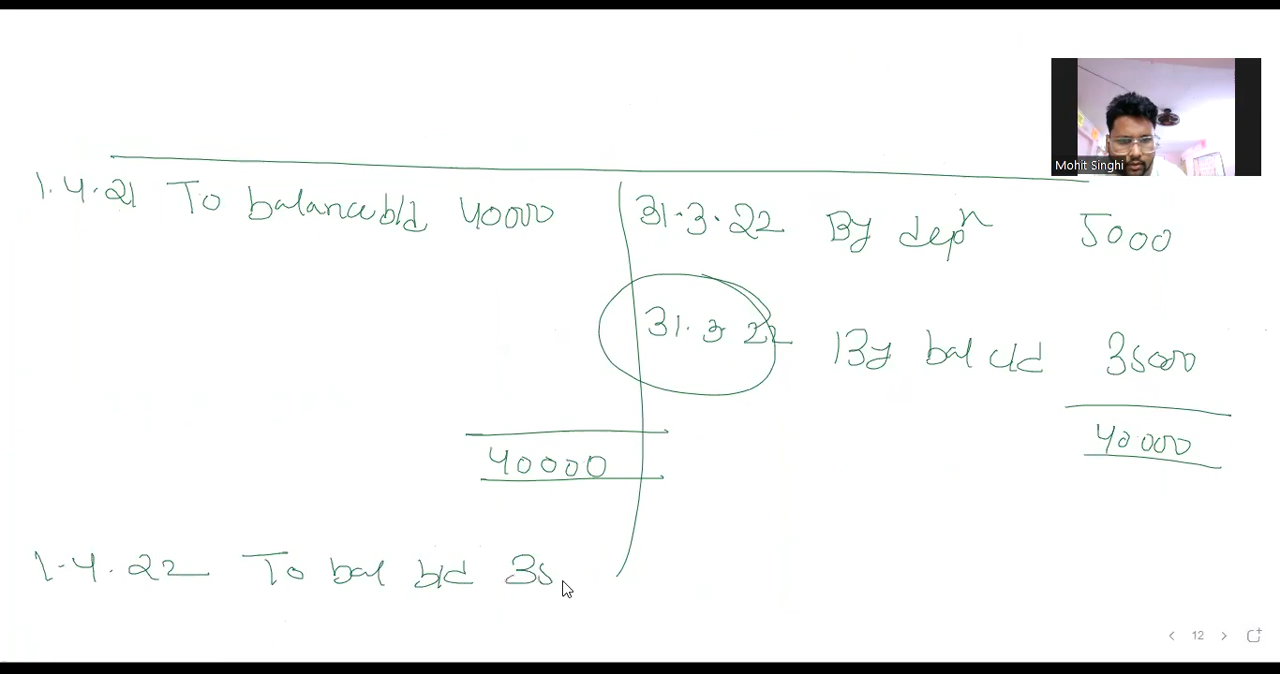 Mohit Singhi
1.4.21 To balance b/d 40000 31.3.22 By depⁿ 5000
31.3.22 By bal c/d 35000
40000
40000
1.4.22 To bal b/d 35
12